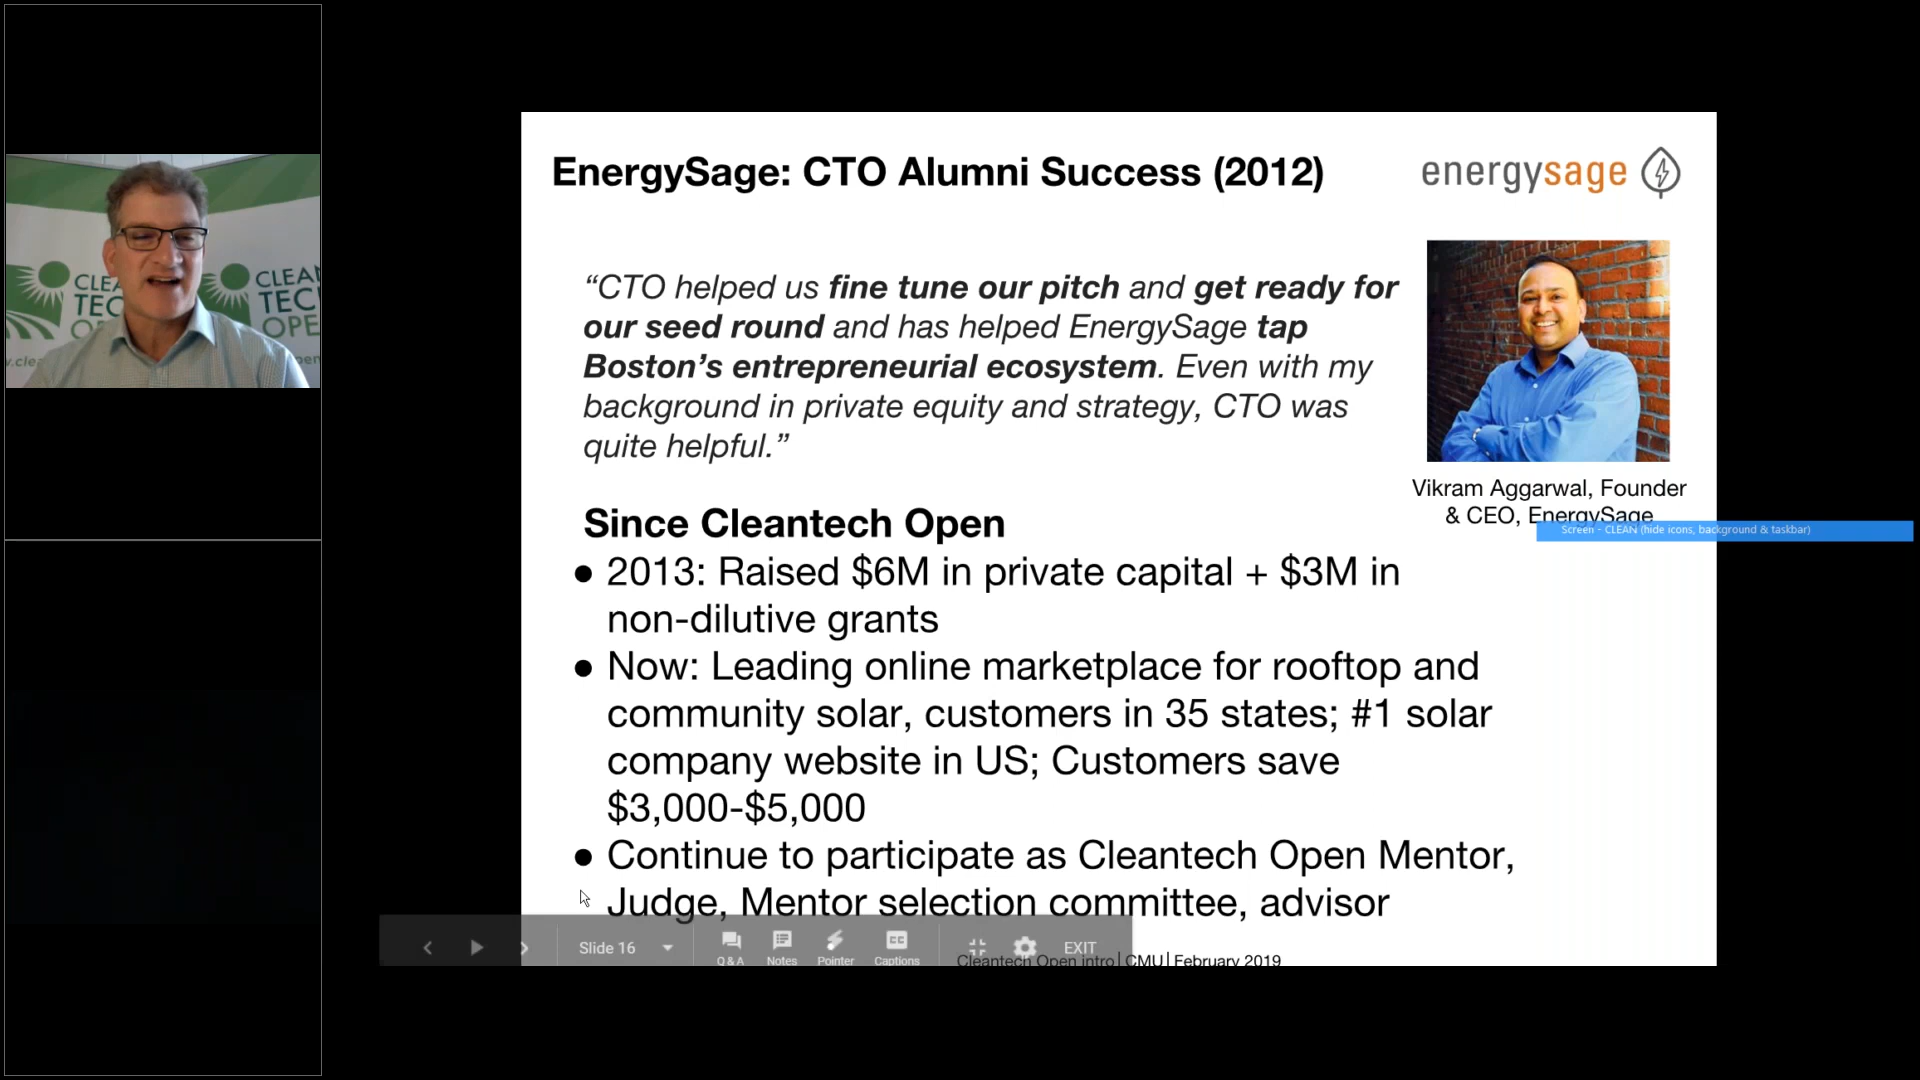 EnergySage: CTO Alumni Success (2012)
energysage
“CTO helped us fine tune our pitch and get ready for
our seed round and has helped EnergySage tap
Boston’s entrepreneurial ecosystem. Even with my
background in private equity and strategy, CTO was
quite helpful.”
Vikram Aggarwal, Founder
& CEO, EnergySage
Screen - CLEAN (hide icons, background & taskbar)
Since Cleantech Open
● 2013: Raised $6M in private capital + $3M in
non-dilutive grants
● Now: Leading online marketplace for rooftop and
community solar, customers in 35 states; #1 solar
company website in US; Customers save
$3,000-$5,000
● Continue to participate as Cleantech Open Mentor,
Judge, Mentor selection committee, advisor
Slide 16
Q & A
Notes
Pointer
Captions
EXIT
Cleantech Open intro| CMU| February 2019
CLEA
TEC
OP
CLEAN
TECH
OPE